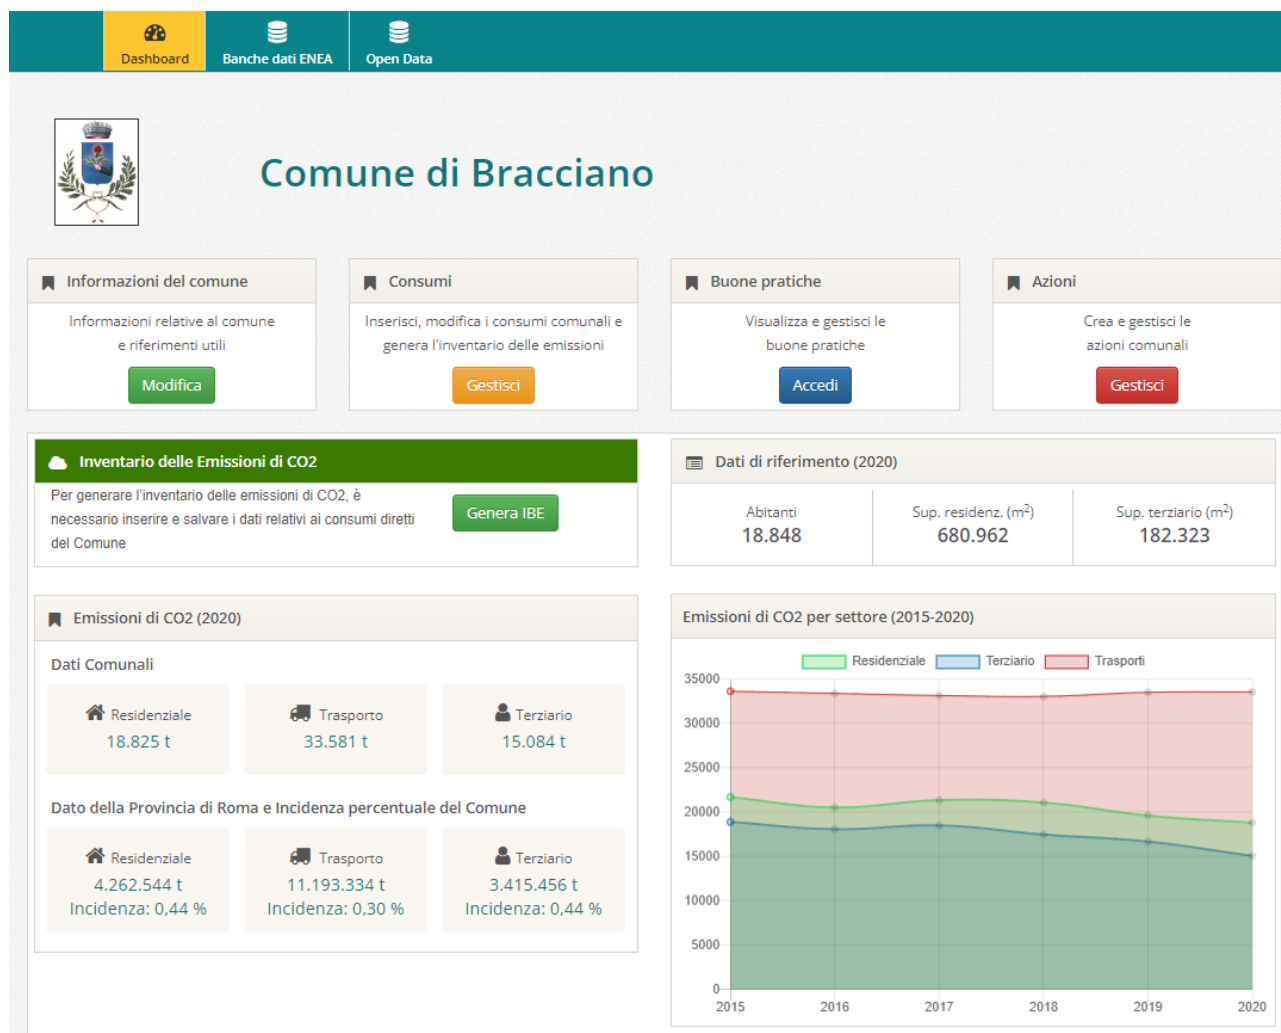 Dashboard
Banche dati ENEA
Open Data
Comune di Bracciano
Informazioni del comune
Informazioni relative al comune
e riferimenti utili
Modifica
Consumi
Inserisci, modifica i consumi comunali e
genera l'inventario delle emissioni
Gestisci
Buone pratiche
Visualizza e gestisci le
buone pratiche
Accedi
Azioni
Crea e gestisci le
azioni comunali
Gestisci
Inventario delle Emissioni di CO2
Per generare l'inventario delle emissioni di CO2, è
necessario inserire e salvare i dati relativi ai consumi diretti
del Comune
Genera IBE
Dati di riferimento (2020)
Abitanti
18.848
Sup. residenz. (m²)
680.962
Sup. terziario (m²)
182.323
Emissioni di CO2 (2020)
Dati Comunali
Residenziale
18.825 t
Trasporto
33.581 t
Terziario
15.084 t
Dato della Provincia di Roma e Incidenza percentuale del Comune
Residenziale
4.262.544 t
Incidenza: 0,44 %
Trasporto
11.193.334 t
Incidenza: 0,30 %
Terziario
3.415.456 t
Incidenza: 0,44 %
Emissioni di CO2 per settore (2015-2020)
Residenziale Terziario Trasporti
35000
30000
25000
20000
15000
10000
5000
0
2015 2016 2017 2018 2019 2020